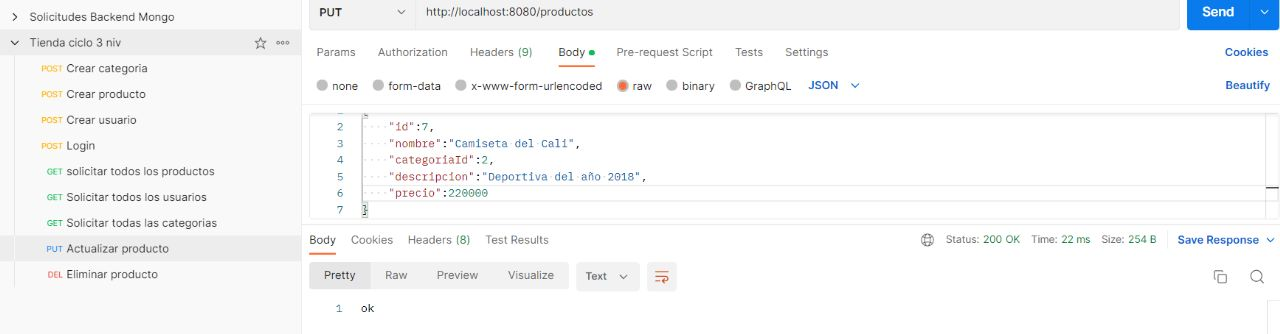 Solicitudes Backend Mongo
Tienda ciclo 3 niv
POST Crear categoria
POST Crear producto
POST Crear usuario
POST Login
GET solicitar todos los productos
GET Solicitar todos los usuarios
GET Solicitar todas las categorias
PUT Actualizar producto
DEL Eliminar producto
PUT http://localhost:8080/productos Send
Params Authorization Headers (9) Body Pre-request Script Tests Settings Cookies
none form-data x-www-form-urlencoded raw binary GraphQL JSON Beautify
2 "id":7,
3 "nombre":"Camiseta del Cali",
4 "categoriaId":2,
5 "descripcion":"Deportiva del año 2018",
6 "precio":220000
7 }
Body Cookies Headers (8) Test Results Status: 200 OK Time: 22 ms Size: 254 B Save Response
Pretty Raw Preview Visualize Text
1 ok